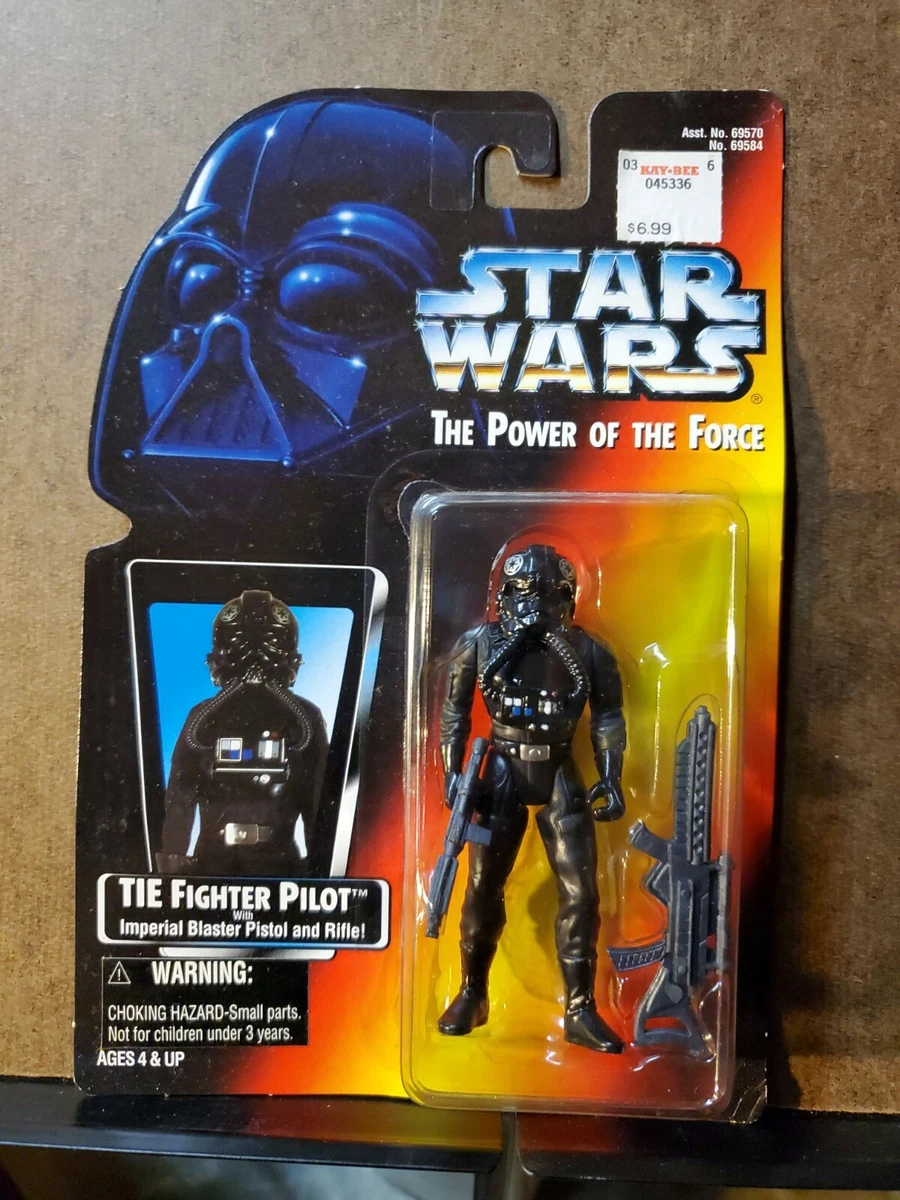 Asst. No. 69570
No. 69584
03 KAY·BEE 6
045336
$6.99
STAR
WARS
®
THE POWER OF THE FORCE
TIE FIGHTER PILOT™
With
Imperial Blaster Pistol and Rifle!
⚠ WARNING:
CHOKING HAZARD-Small parts.
Not for children under 3 years.
AGES 4 & UP